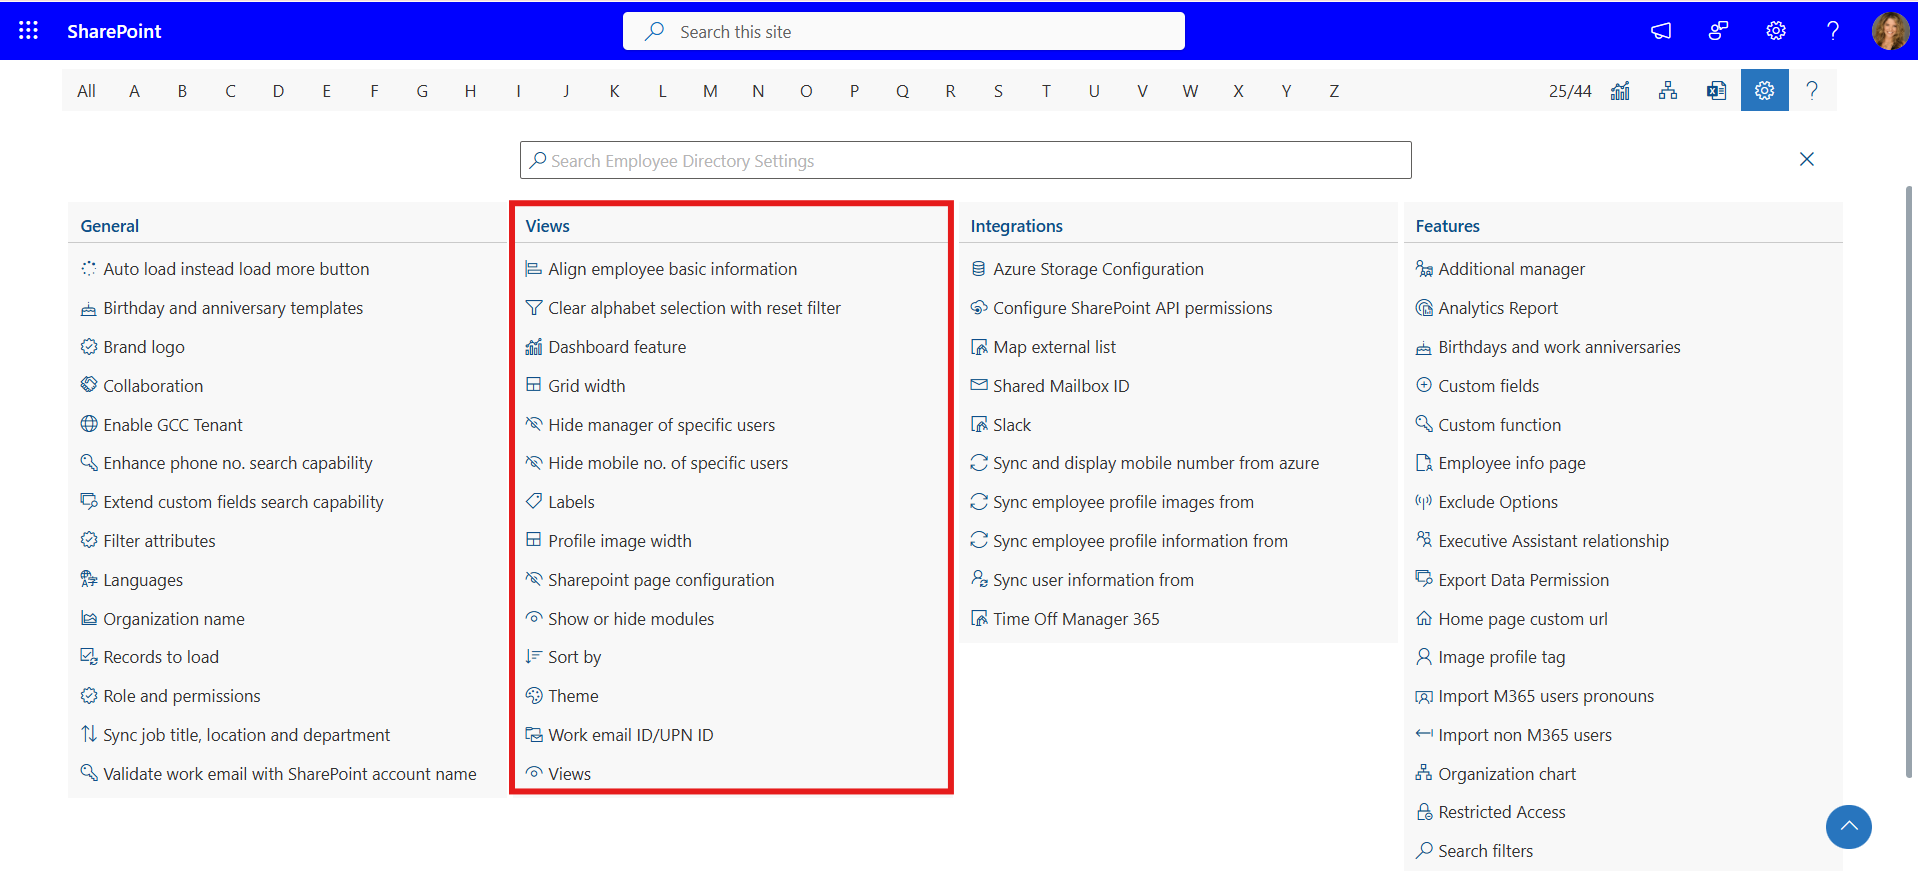 SharePoint
Search this site
?
All A B C D E F G H I J K L M N O P Q R S T U V W X Y Z 25/44 ?
Search Employee Directory Settings
General
Auto load instead load more button
Birthday and anniversary templates
Brand logo
Collaboration
Enable GCC Tenant
Enhance phone no. search capability
Extend custom fields search capability
Filter attributes
Languages
Organization name
Records to load
Role and permissions
Sync job title, location and department
Validate work email with SharePoint account name
Views
Align employee basic information
Clear alphabet selection with reset filter
Dashboard feature
Grid width
Hide manager of specific users
Hide mobile no. of specific users
Labels
Profile image width
Sharepoint page configuration
Show or hide modules
Sort by
Theme
Work email ID/UPN ID
Views
Integrations
Azure Storage Configuration
Configure SharePoint API permissions
Map external list
Shared Mailbox ID
Slack
Sync and display mobile number from azure
Sync employee profile images from
Sync employee profile information from
Sync user information from
Time Off Manager 365
Features
Additional manager
Analytics Report
Birthdays and work anniversaries
Custom fields
Custom function
Employee info page
Exclude Options
Executive Assistant relationship
Export Data Permission
Home page custom url
Image profile tag
Import M365 users pronouns
Import non M365 users
Organization chart
Restricted Access
Search filters